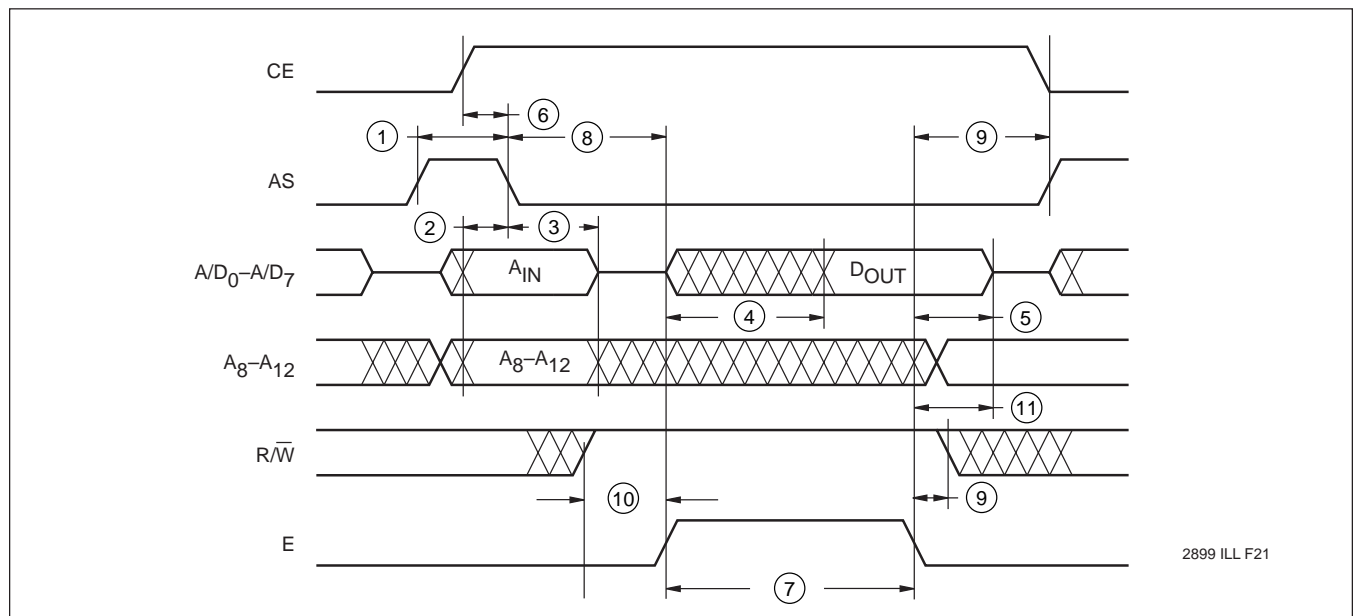 CE
6
1
8
9
AS
2
3
A/D0–A/D7
AIN
DOUT
4
5
A8–A12
A8–A12
11
R/W̅
10
9
E
2899 ILL F21
7